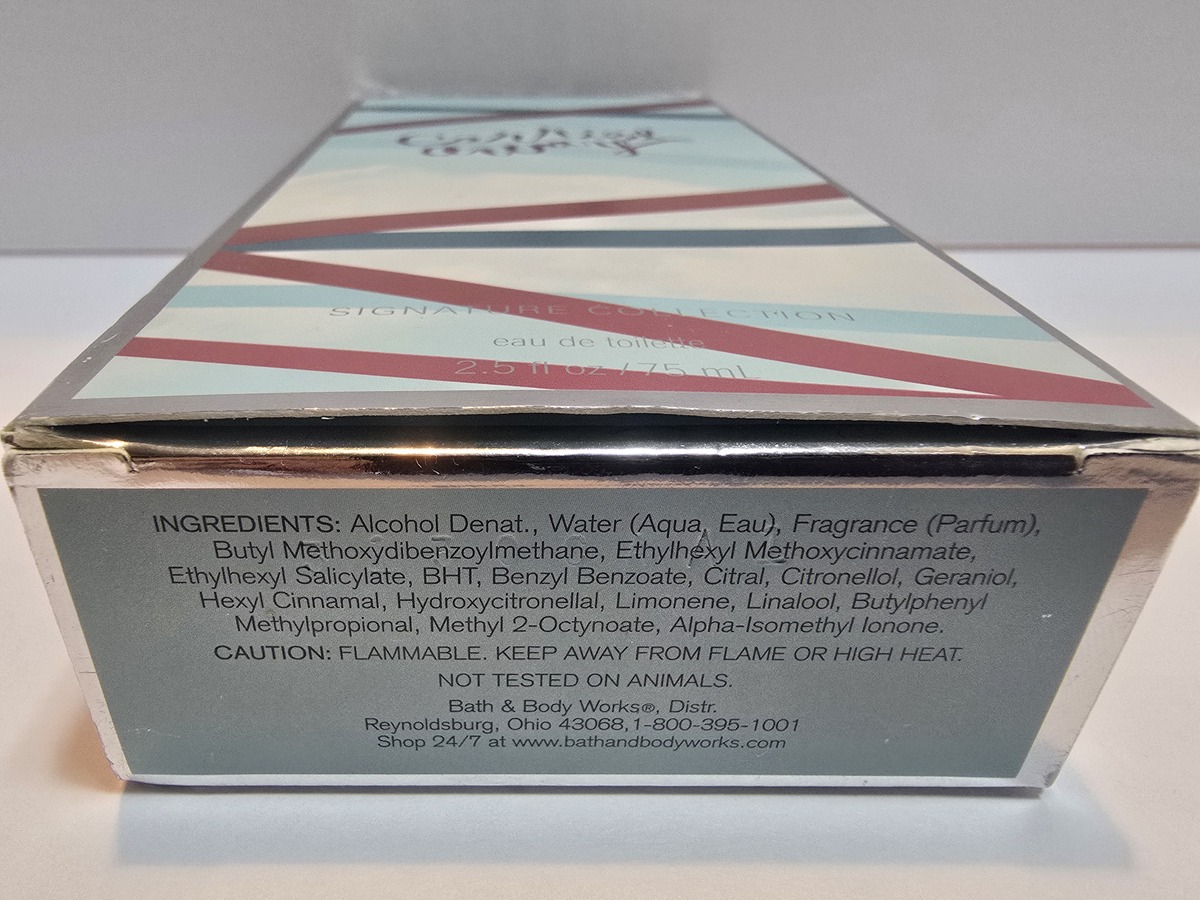 SIGNATURE COLLECTION
eau de toilette
2.5 fl oz / 75 mL
INGREDIENTS: Alcohol Denat., Water (Aqua, Eau), Fragrance (Parfum),
Butyl Methoxydibenzoylmethane, Ethylhexyl Methoxycinnamate,
Ethylhexyl Salicylate, BHT, Benzyl Benzoate, Citral, Citronellol, Geraniol,
Hexyl Cinnamal, Hydroxycitronellal, Limonene, Linalool, Butylphenyl
Methylpropional, Methyl 2-Octynoate, Alpha-Isomethyl Ionone.
CAUTION: FLAMMABLE. KEEP AWAY FROM FLAME OR HIGH HEAT.
NOT TESTED ON ANIMALS.
Bath & Body Works®, Distr.
Reynoldsburg, Ohio 43068,1-800-395-1001
Shop 24/7 at www.bathandbodyworks.com